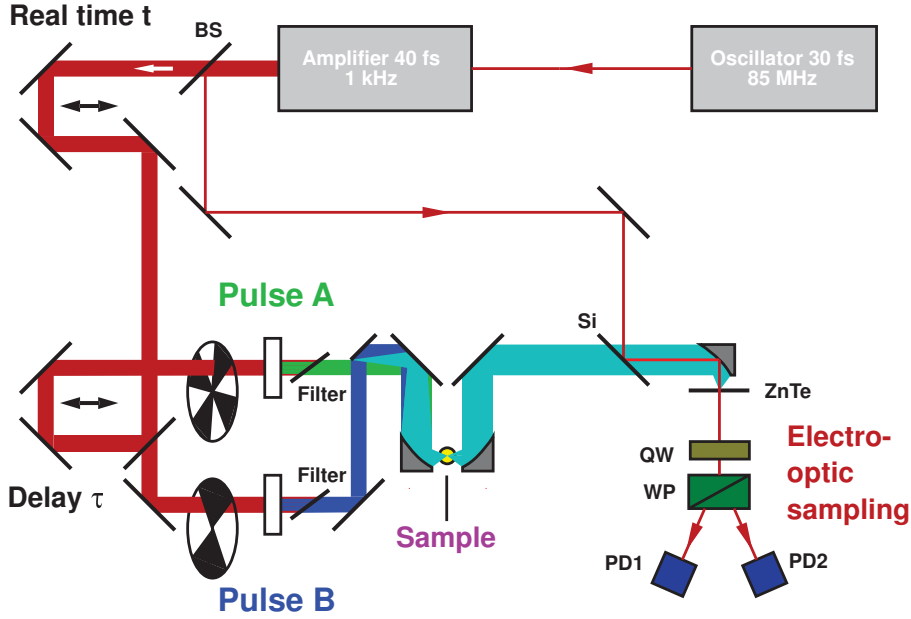 Real time t
BS
Amplifier 40 fs
1 kHz
Oscillator 30 fs
85 MHz
Pulse A
Si
Filter
ZnTe
Filter
QW
Electro-
optic
sampling
WP
Delay τ
Sample
PD1
PD2
Pulse B